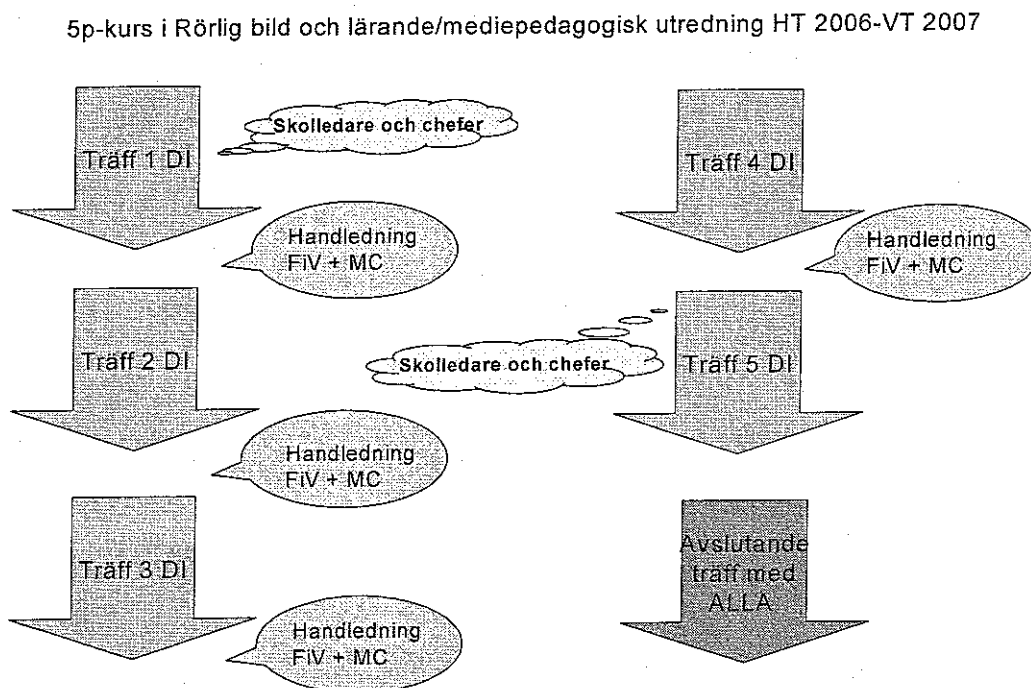 5p-kurs i Rörlig bild och lärande/mediepedagogisk utredning HT 2006-VT 2007
Skolledare och chefer
Träff 1 DI
Handledning
FiV + MC
Träff 2 DI
Handledning
FiV + MC
Träff 3 DI
Handledning
FiV + MC
Träff 4 DI
Handledning
FiV + MC
Skolledare och chefer
Träff 5 DI
Avslutande
träff med
ALLA